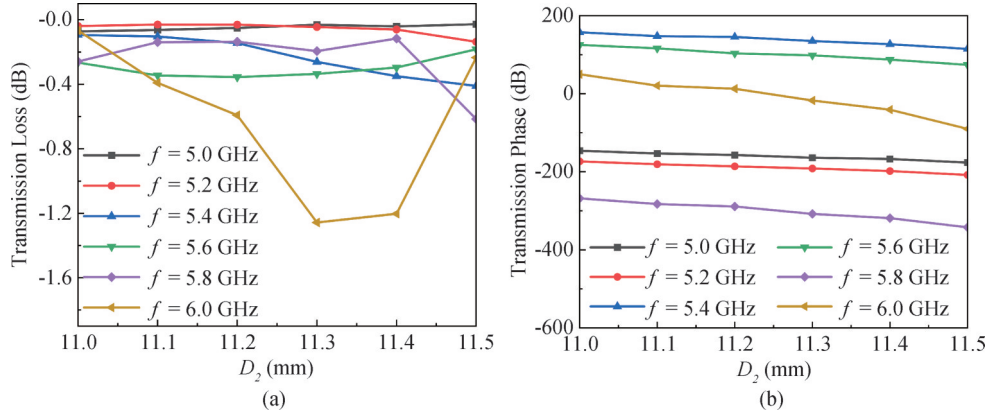 -0.0
-0.4
-0.8
-1.2
-1.6
Transmission Loss (dB)
f = 5.0 GHz
f = 5.2 GHz
f = 5.4 GHz
f = 5.6 GHz
f = 5.8 GHz
f = 6.0 GHz
11.0 11.1 11.2 11.3 11.4 11.5
D2 (mm)
(a)
200
0
-200
-400
-600
Transmission Phase (dB)
f = 5.0 GHz f = 5.6 GHz
f = 5.2 GHz f = 5.8 GHz
f = 5.4 GHz f = 6.0 GHz
11.0 11.1 11.2 11.3 11.4 11.5
D2 (mm)
(b)